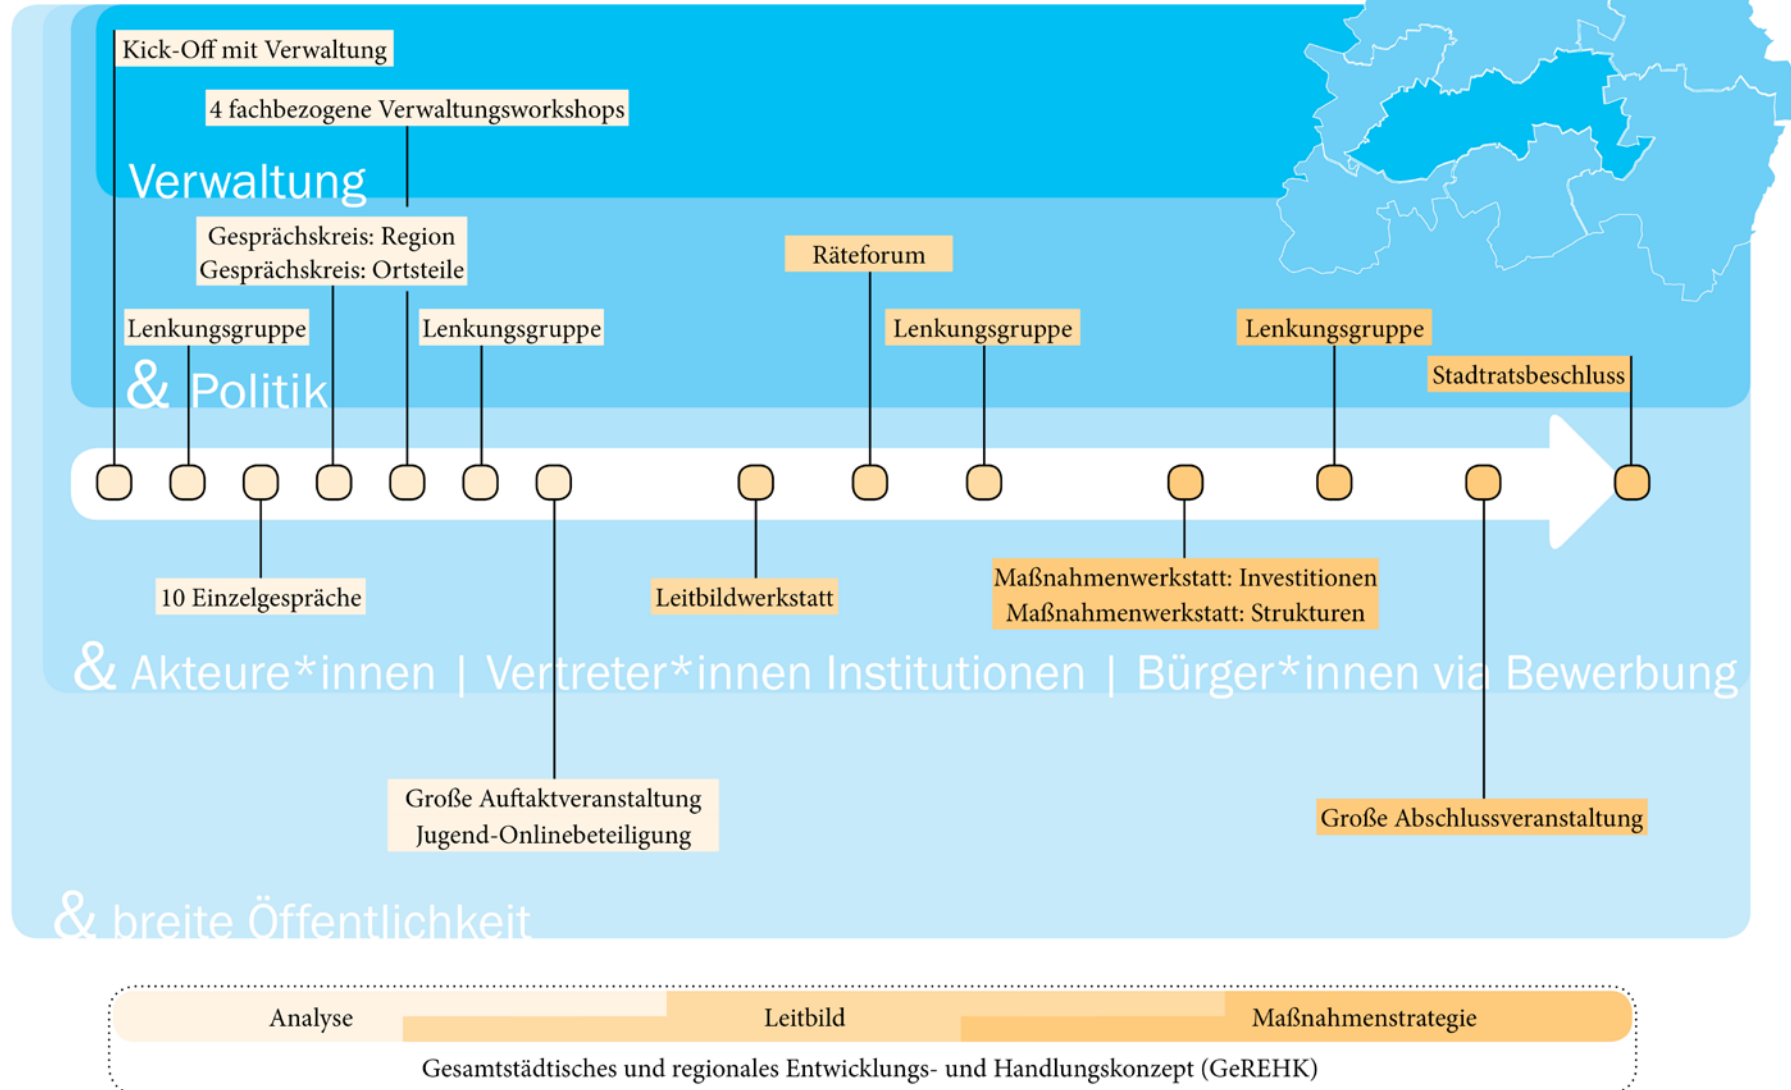 Kick-Off mit Verwaltung
4 fachbezogene Verwaltungsworkshops
Verwaltung
Gesprächskreis: Region
Gesprächskreis: Ortsteile
Räteforum
Lenkungsgruppe
Lenkungsgruppe
Lenkungsgruppe
Lenkungsgruppe
Stadtratsbeschluss
& Politik
10 Einzelgespräche
Leitbildwerkstatt
Maßnahmenwerkstatt: Investitionen
Maßnahmenwerkstatt: Strukturen
& Akteure*innen | Vertreter*innen Institutionen | Bürger*innen via Bewerbung
Große Auftaktveranstaltung
Jugend-Onlinebeteiligung
Große Abschlussveranstaltung
& breite Öffentlichkeit
Analyse
Leitbild
Maßnahmenstrategie
Gesamtstädtisches und regionales Entwicklungs- und Handlungskonzept (GeREHK)